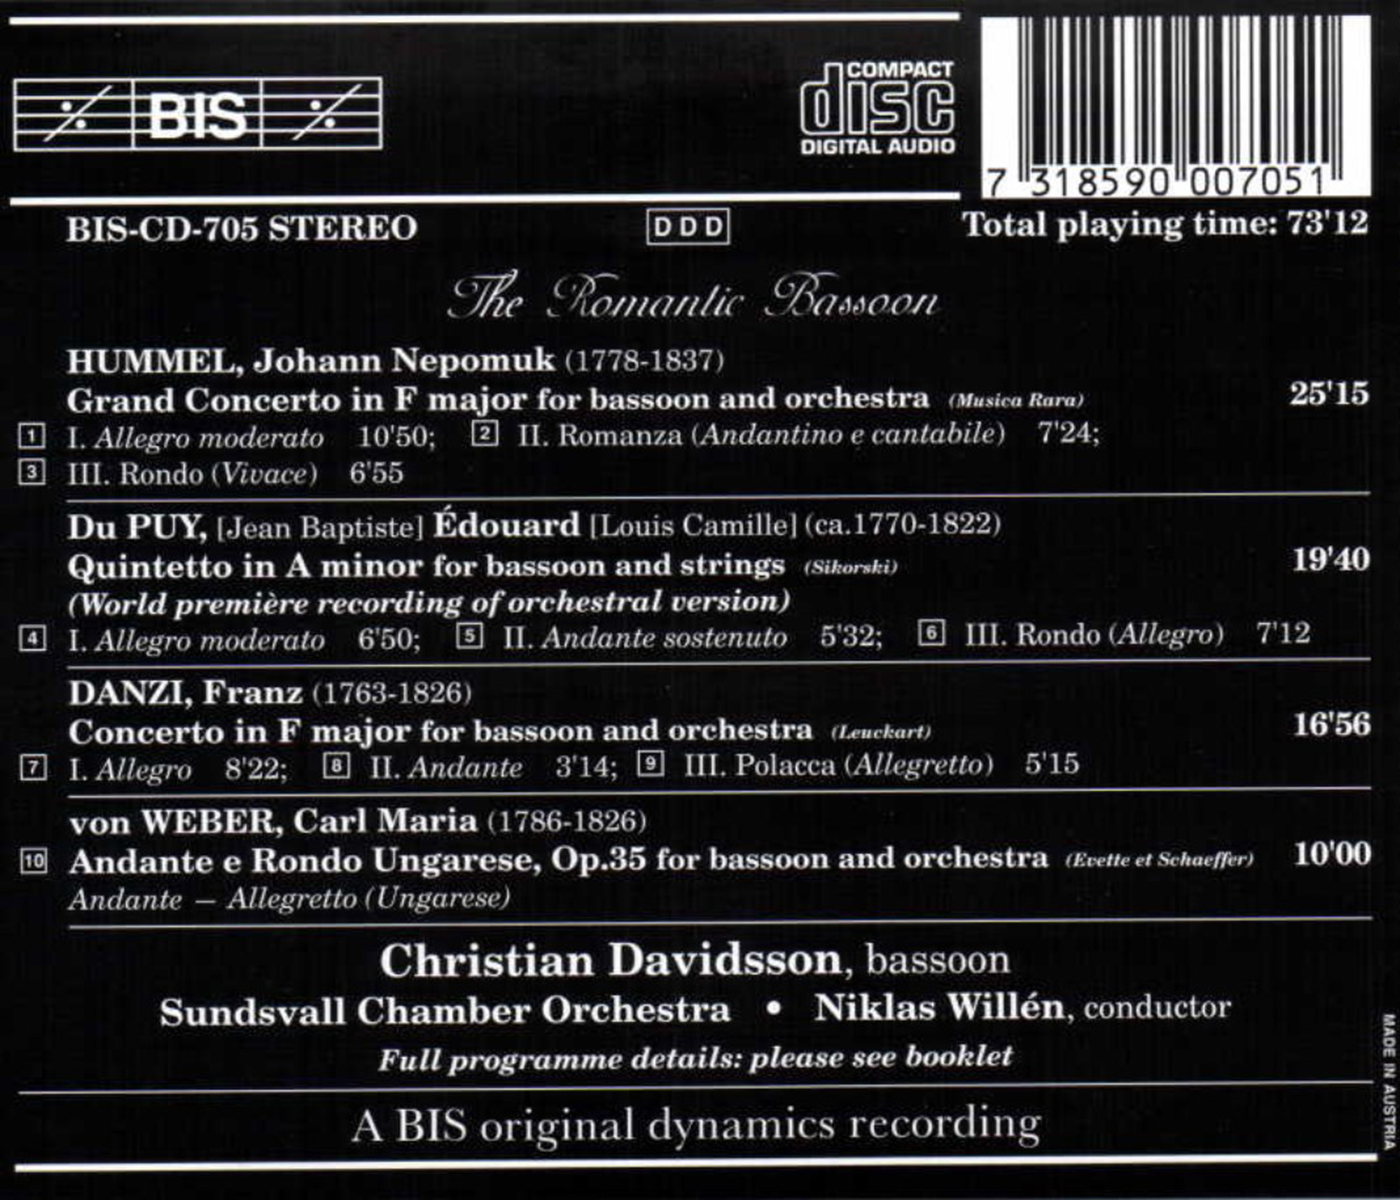 BIS
COMPACT
disc
DIGITAL AUDIO
7 318590 007051
BIS-CD-705 STEREO
D D D
Total playing time: 73'12
The Romantic Bassoon
HUMMEL, Johann Nepomuk (1778-1837)
Grand Concerto in F major for bassoon and orchestra (Musica Rara) 25'15
1 I. Allegro moderato 10'50; 2 II. Romanza (Andantino e cantabile) 7'24;
3 III. Rondo (Vivace) 6'55
Du PUY, [Jean Baptiste] Édouard [Louis Camille] (ca.1770-1822)
Quintetto in A minor for bassoon and strings (Sikorski) 19'40
(World première recording of orchestral version)
4 I. Allegro moderato 6'50; 5 II. Andante sostenuto 5'32; 6 III. Rondo (Allegro) 7'12
DANZI, Franz (1763-1826)
Concerto in F major for bassoon and orchestra (Leuckart) 16'56
7 I. Allegro 8'22; 8 II. Andante 3'14; 9 III. Polacca (Allegretto) 5'15
von WEBER, Carl Maria (1786-1826)
10 Andante e Rondo Ungarese, Op.35 for bassoon and orchestra (Evette et Schaeffer) 10'00
Andante – Allegretto (Ungarese)
Christian Davidsson, bassoon
Sundsvall Chamber Orchestra • Niklas Willén, conductor
Full programme details: please see booklet
A BIS original dynamics recording
MADE IN AUSTRIA